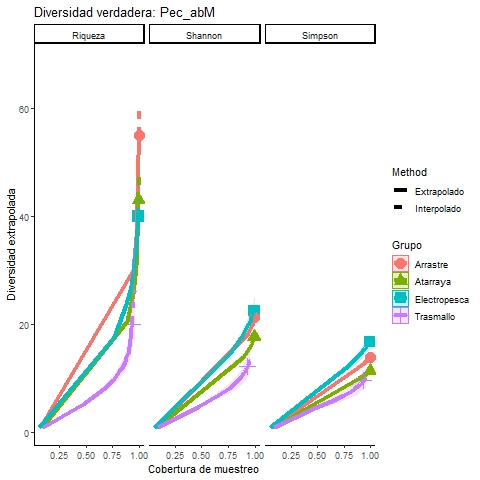 Diversidad verdadera: Pec_abM
Riqueza
Shannon
Simpson
60
40
20
0
Diversidad extrapolada
0.25 0.50 0.75 1.00
0.25 0.50 0.75 1.00
0.25 0.50 0.75 1.00
Cobertura de muestreo
Method
Extrapolado
Interpolado
Grupo
Arrastre
Atarraya
Electropesca
Trasmallo